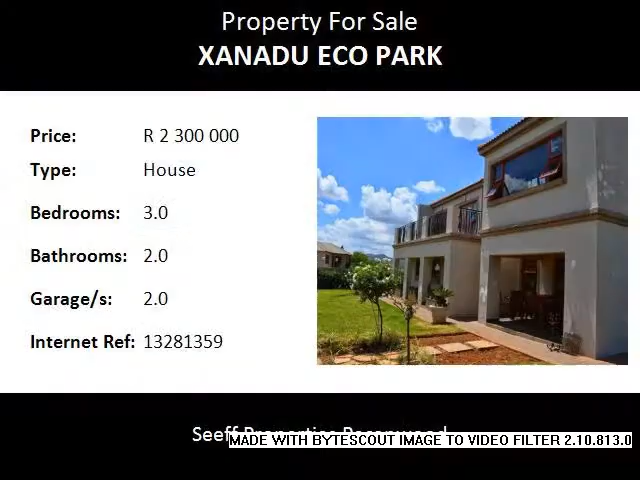 Property For Sale
XANADU ECO PARK
Price: R 2 300 000
Type: House
Bedrooms: 3.0
Bathrooms: 2.0
Garage/s: 2.0
Internet Ref: 13281359
Seeff Properties
MADE WITH BYTESCOUT IMAGE TO VIDEO FILTER 2.10.813.0